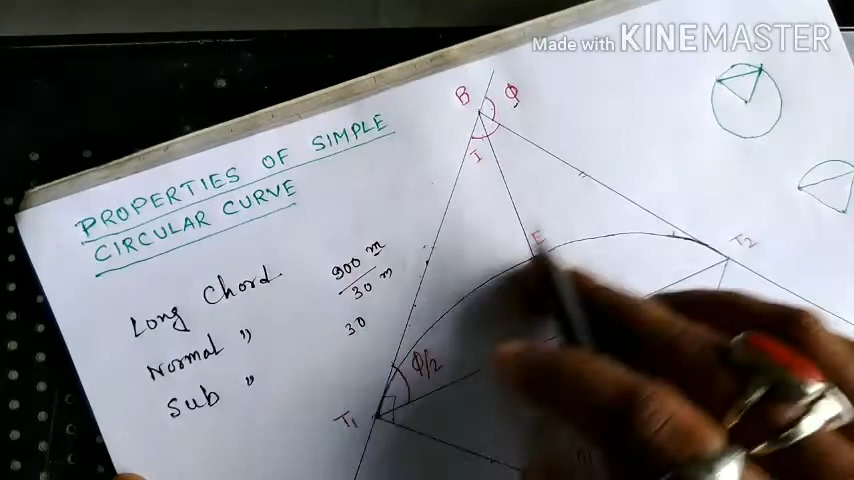 Made with KINEMASTER
PROPERTIES OF SIMPLE
CIRCULAR CURVE
Long Chord 900 m
Normal " 30 m
Sub " 30
B
Φ
I
E
T2
Φ/2
T1